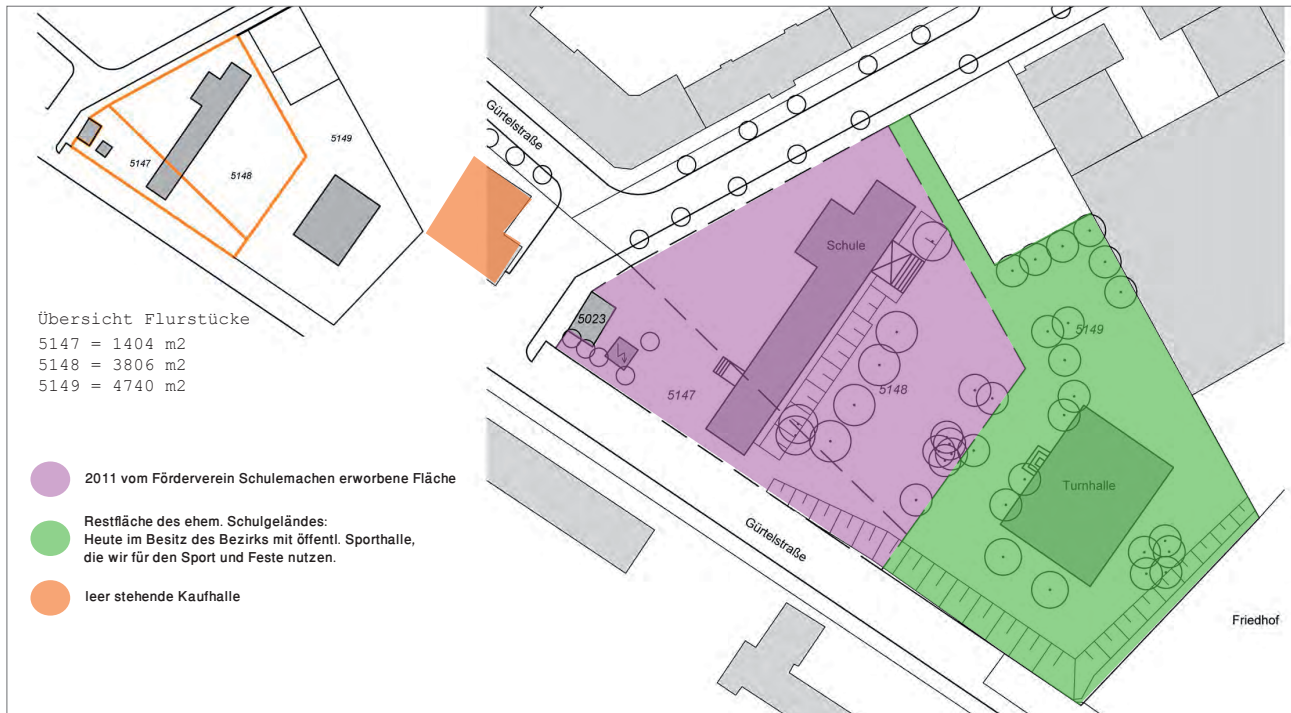 5147
5148
5149
Übersicht Flurstücke
5147 = 1404 m2
5148 = 3806 m2
5149 = 4740 m2
2011 vom Förderverein Schulemachen erworbene Fläche
Restfläche des ehem. Schulgeländes:
Heute im Besitz des Bezirks mit öffentl. Sporthalle,
die wir für den Sport und Feste nutzen.
leer stehende Kaufhalle
Gürtelstraße
Schule
5023
5149
5147
5148
Turnhalle
Gürtelstraße
Friedhof